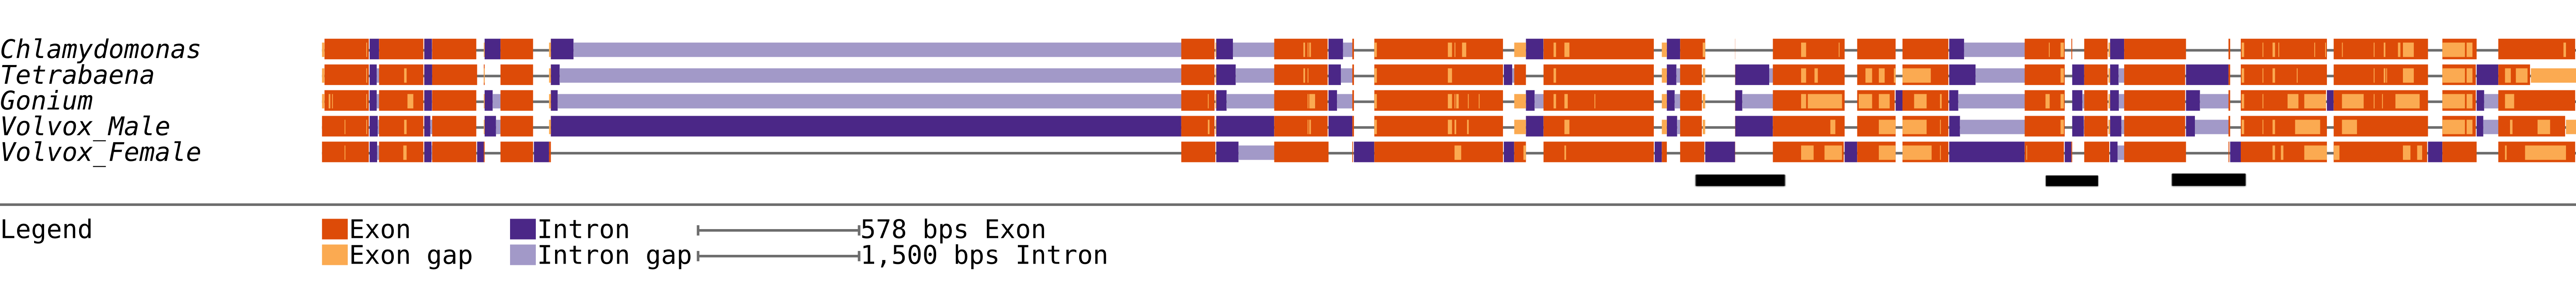 Chlamydomonas
Tetrabaena
Gonium
Volvox_Male
Volvox_Female
Legend
Exon Intron 578 bps Exon
Exon gap Intron gap 1,500 bps Intron